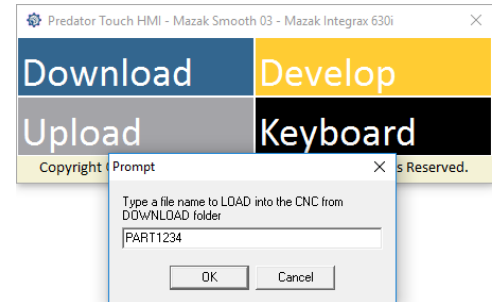 Predator Touch HMI - Mazak Smooth 03 - Mazak Integrax 630i
Download
Develop
Upload
Keyboard
Copyright
s Reserved.
Prompt
Type a file name to LOAD into the CNC from
DOWNLOAD folder
PART1234
OK
Cancel